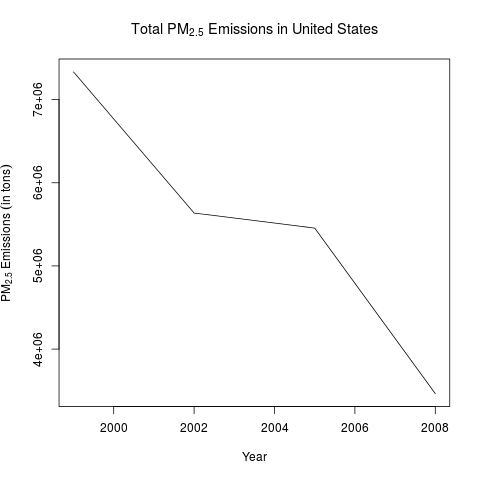 Total PM2.5 Emissions in United States
PM2.5 Emissions (in tons)
7e+06
6e+06
5e+06
4e+06
2000 2002 2004 2006 2008
Year